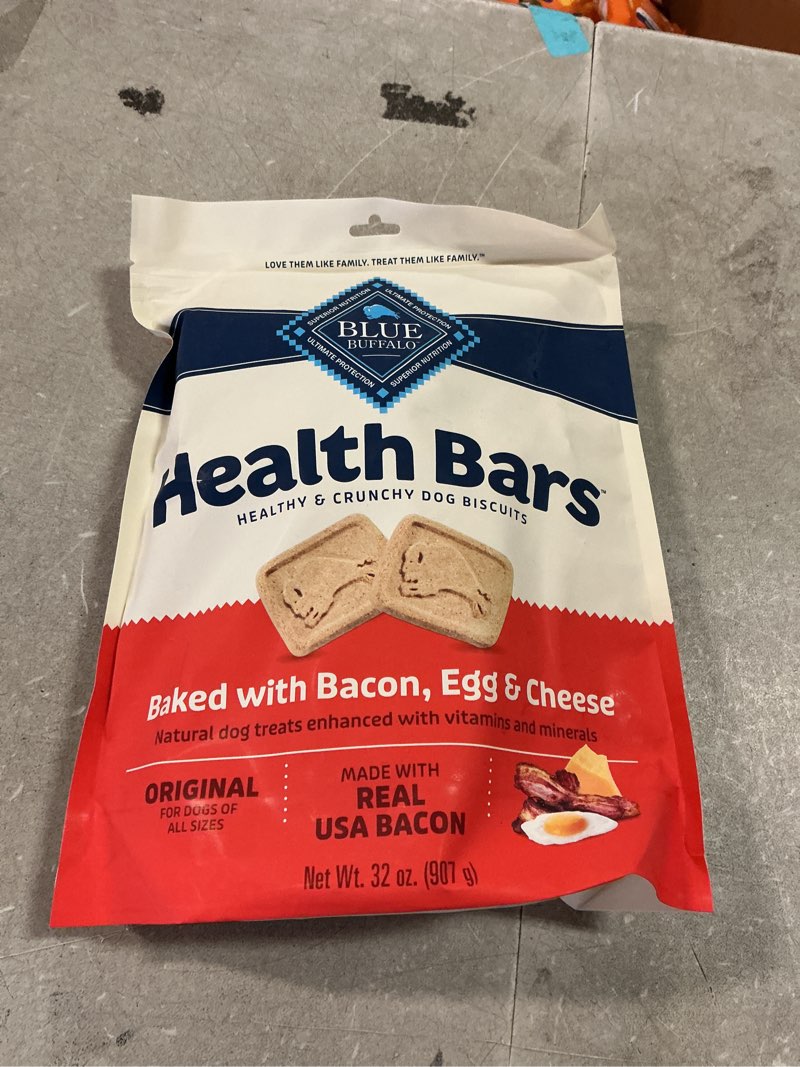 LOVE THEM LIKE FAMILY. TREAT THEM LIKE FAMILY.™
SUPERIOR NUTRITION
ULTIMATE PROTECTION
BLUE
BUFFALO
ULTIMATE PROTECTION
SUPERIOR NUTRITION
Health Bars™
HEALTHY & CRUNCHY DOG BISCUITS
Baked with Bacon, Egg & Cheese
Natural dog treats enhanced with vitamins and minerals
ORIGINAL
FOR DOGS OF
ALL SIZES
MADE WITH
REAL
USA BACON
Net Wt. 32 oz. (907 g)